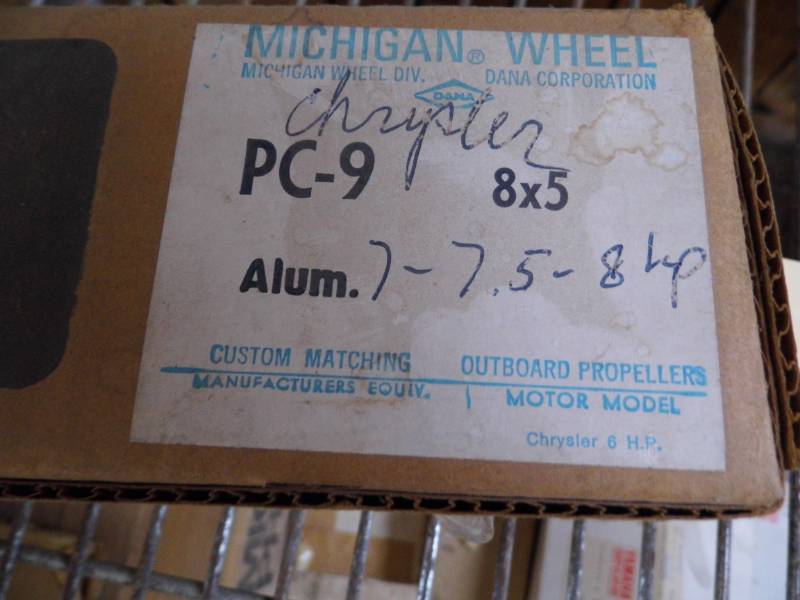 MICHIGAN® WHEEL
MICHIGAN WHEEL DIV. DANA CORPORATION
DANA
Chrysler
PC-9 8x5
Alum. 7-7.5-8 hp
CUSTOM MATCHING OUTBOARD PROPELLERS
MANUFACTURERS EQUIV. MOTOR MODEL
Chrysler 6 H.P.
YAMAHA